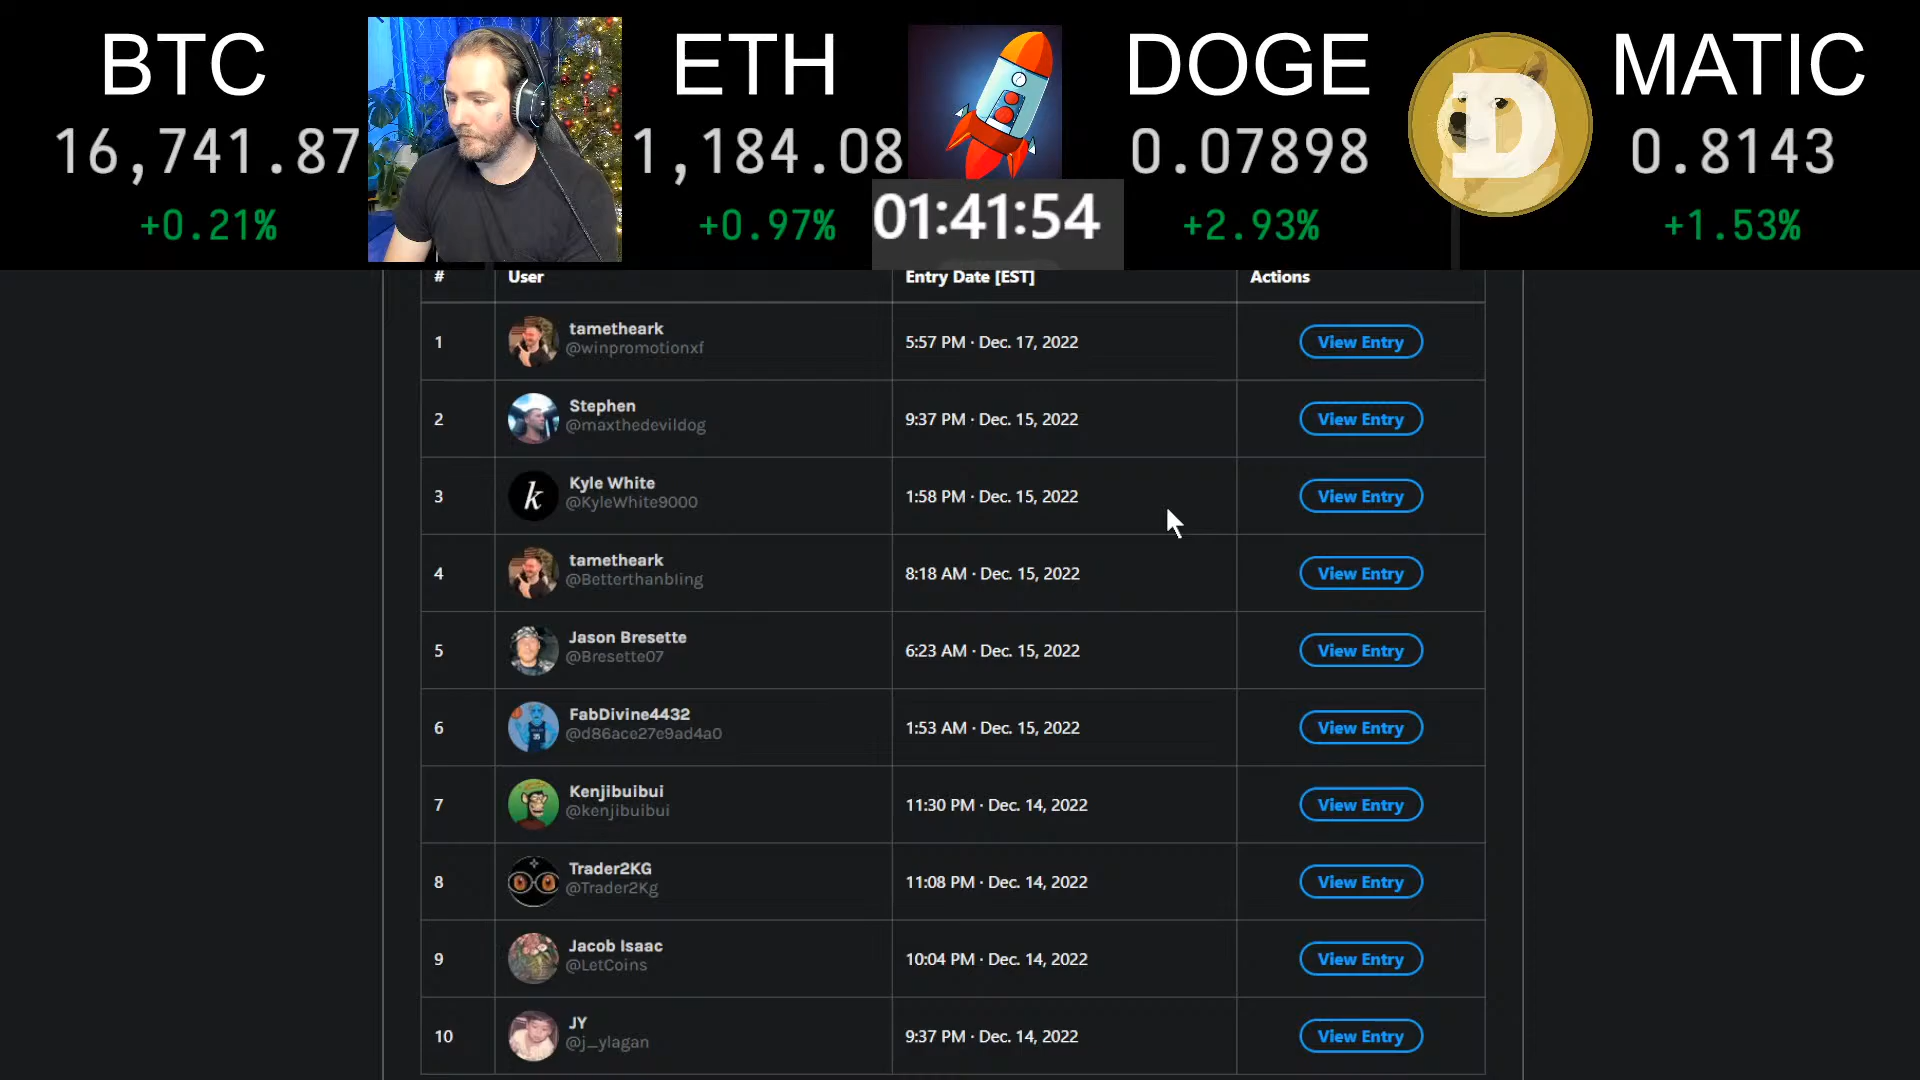 BTC
16,741.87
+0.21%
ETH
1,184.08
+0.97%
01:41:54
DOGE
0.07898
+2.93%
D
MATIC
0.8143
+1.53%
# User Entry Date [EST] Actions
1 tametheark 5:57 PM · Dec. 17, 2022 View Entry
@winpromotionxf
2 Stephen 9:37 PM · Dec. 15, 2022 View Entry
@maxthedevildog
3 k Kyle White 1:58 PM · Dec. 15, 2022 View Entry
@KyleWhite9000
4 tametheark 8:18 AM · Dec. 15, 2022 View Entry
@Betterthanbling
5 Jason Bresette 6:23 AM · Dec. 15, 2022 View Entry
@Bresette07
6 FabDivine4432 1:53 AM · Dec. 15, 2022 View Entry
@d86ace27e9ad4a0
7 Kenjibuibui 11:30 PM · Dec. 14, 2022 View Entry
@kenjibuibui
8 Trader2KG 11:08 PM · Dec. 14, 2022 View Entry
@Trader2Kg
9 Jacob Isaac 10:04 PM · Dec. 14, 2022 View Entry
@LetCoins
10 JY 9:37 PM · Dec. 14, 2022 View Entry
@j_ylagan